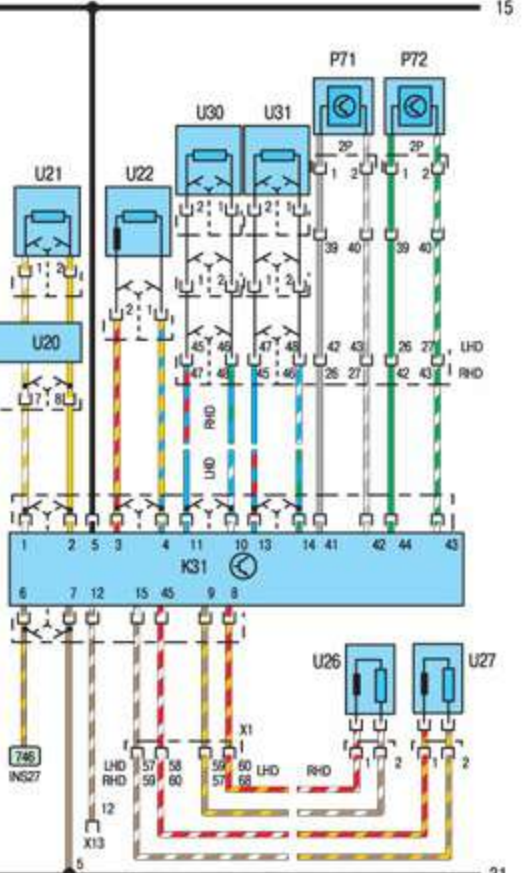 15
P71 P72
U30 U31
2P 2P
U21 U22
1 2 1 2
2 1 2 1
1 2
39 40 39 40
1 2 1 2
2 1
U20
45 46 47 48 42 43 26 27 LHD
47 48 45 46 26 27 42 43 RHD
7 8
RHD
LHD
1 2 5 3 4 11 10 13 14 41 42 44 43
K31
6 7 12 15 45 9 8
U26 U27
X1
746
INS27
LHD 57 58 59 60 LHD RHD 1 2 1 2
RHD 59 60 57 68
12
X13
5
31